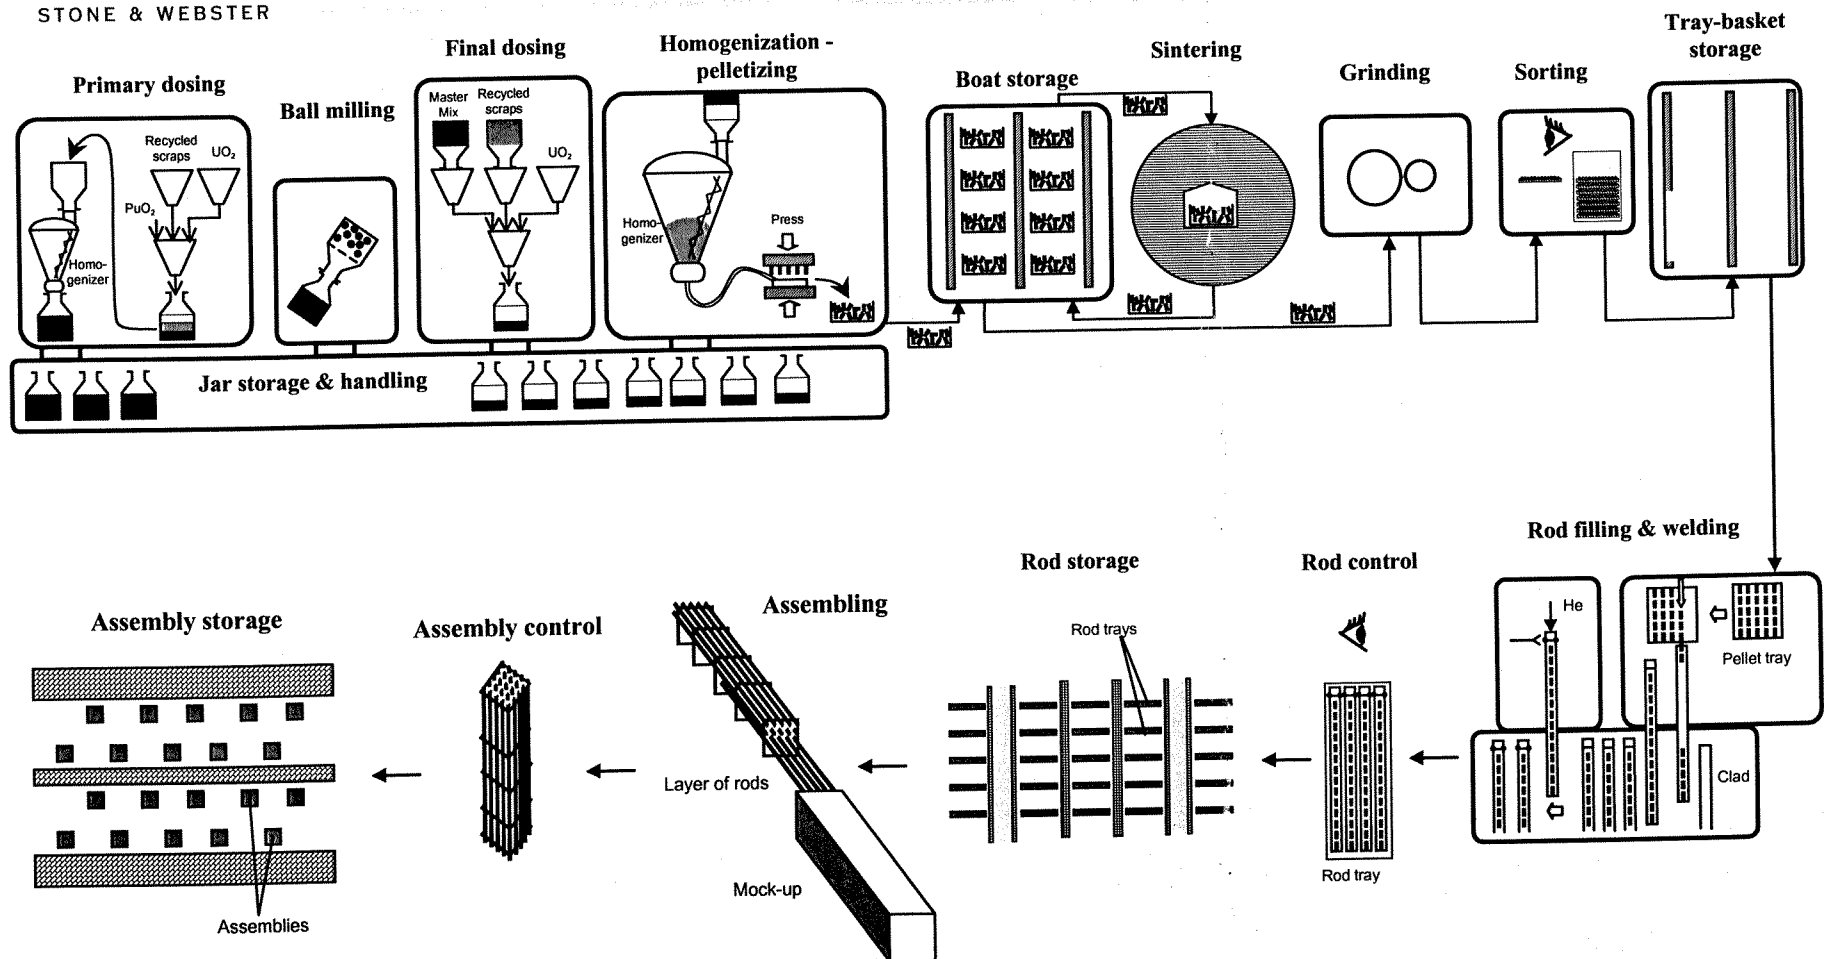 STONE & WEBSTER
Primary dosing
Recycled
scraps
UO₂
PuO₂
Homo-
genizer
Ball milling
Final dosing
Master
Mix
Recycled
scraps
UO₂
Homogenization -
pelletizing
Homo-
genizer
Press
Jar storage & handling
Boat storage
Sintering
Grinding
Sorting
Tray-basket
storage
Rod filling & welding
He
Pellet tray
Clad
Rod control
Rod tray
Rod storage
Rod trays
Assembling
Layer of rods
Mock-up
Assembly control
Assembly storage
Assemblies